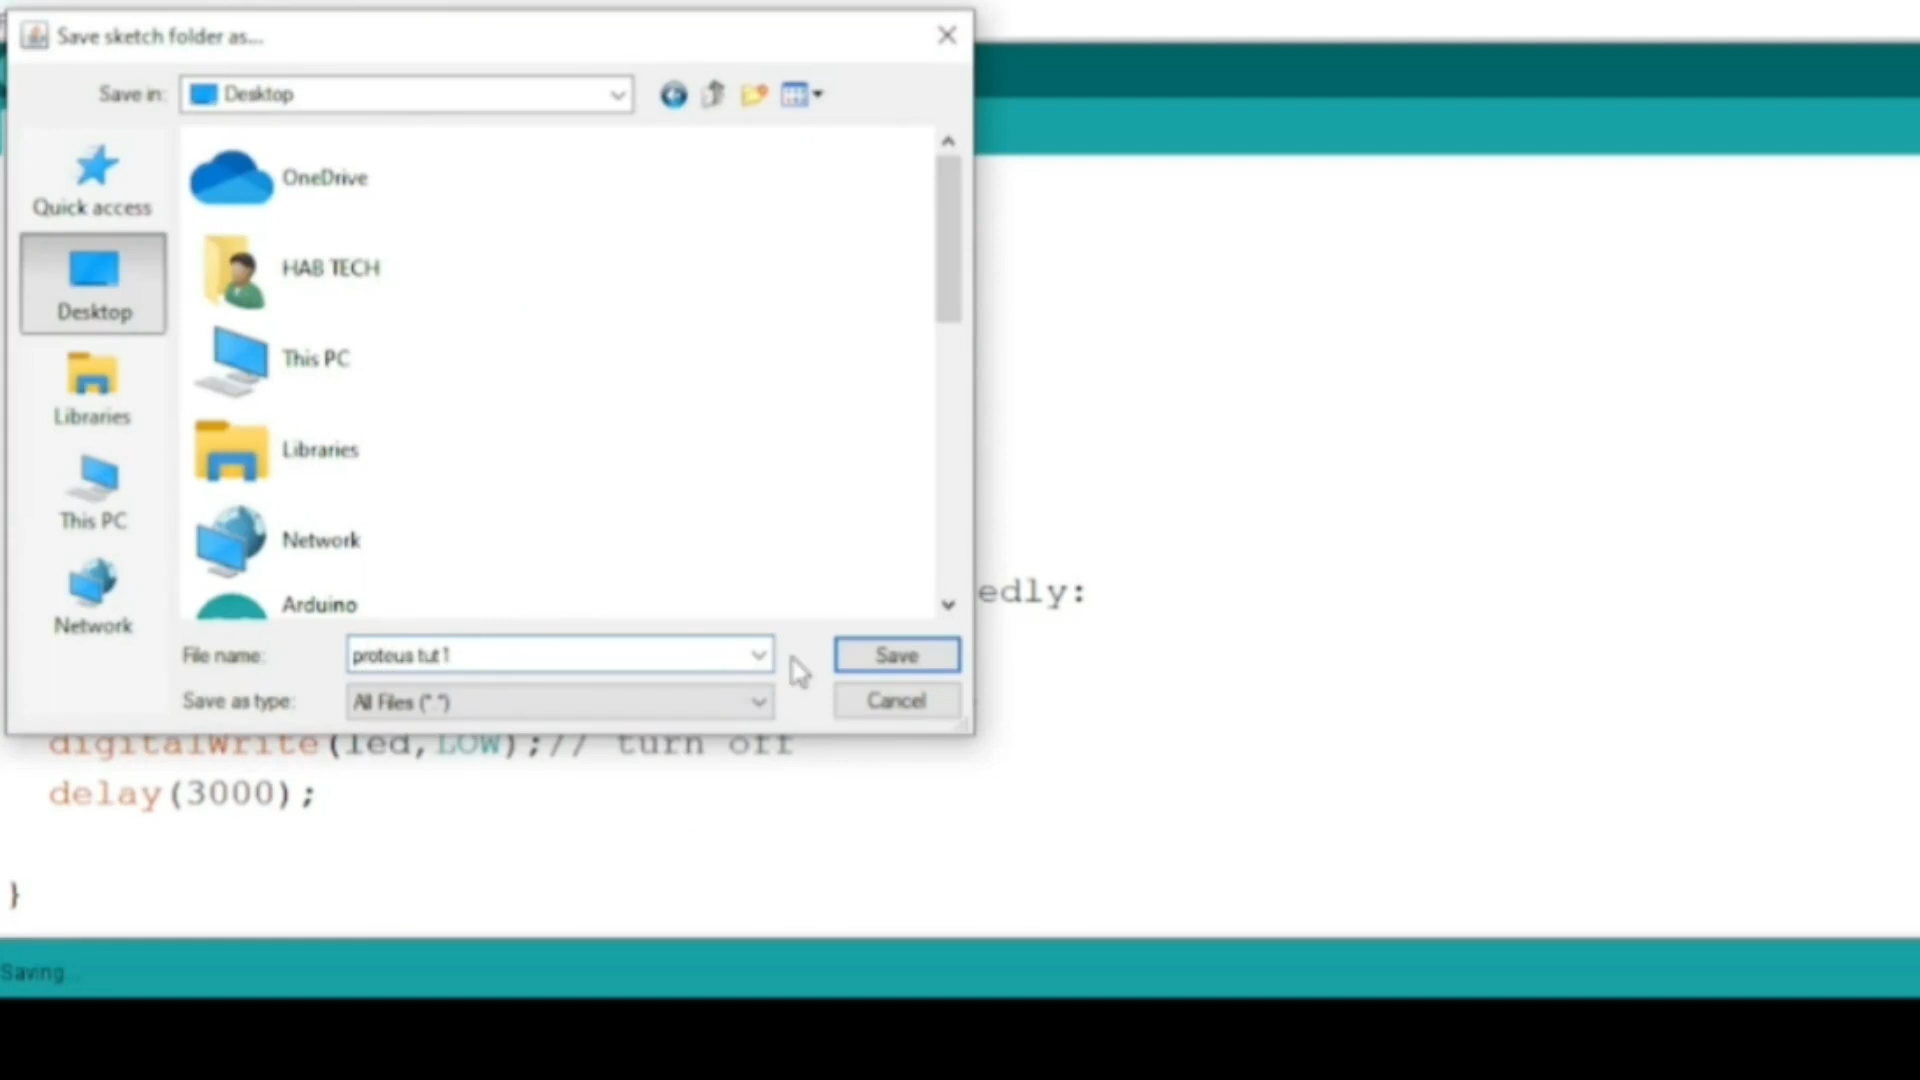 Save sketch folder as...
Save in:
Desktop
Quick access
Desktop
Libraries
This PC
Network
OneDrive
HAB TECH
This PC
Libraries
Network
Arduino
File name:
proteus tut1
Save
Save as type:
All Files (*.*)
Cancel
edly:
digitalWrite(led,LOW);// turn off
delay(3000);
}
Saving...